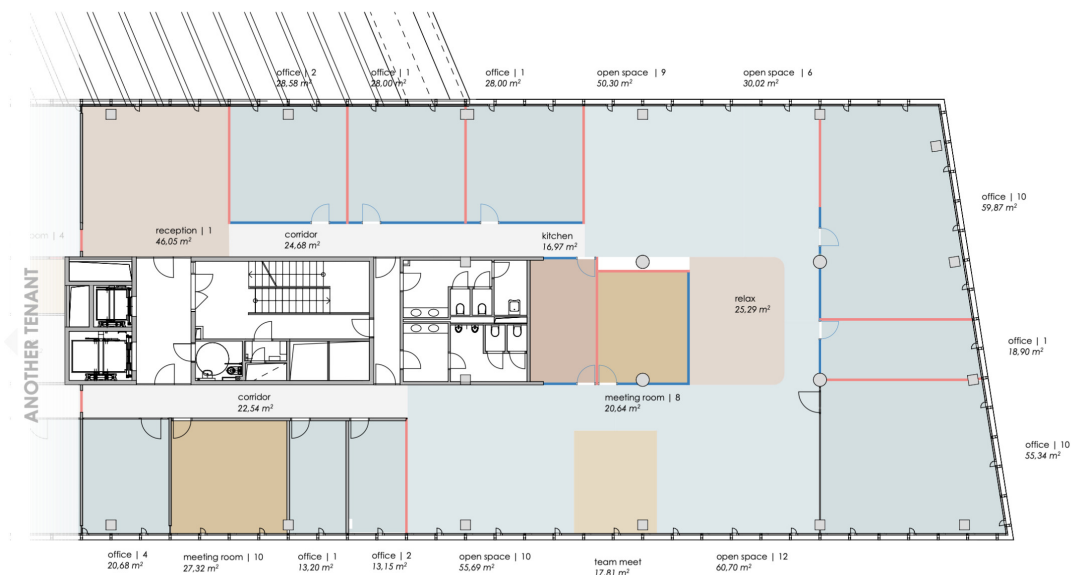 office | 2
28,58 m²
office | 1
28,00 m²
office | 1
28,00 m²
open space | 9
50,30 m²
open space | 6
30,02 m²
office | 10
59,87 m²
reception | 1
46,05 m²
corridor
24,68 m²
kitchen
16,97 m²
room | 4
relax
25,29 m²
ANOTHER TENANT
office | 1
18,90 m²
corridor
22,54 m²
meeting room | 8
20,64 m²
office | 10
55,34 m²
office | 4
20,68 m²
meeting room | 10
27,32 m²
office | 1
13,20 m²
office | 2
13,15 m²
open space | 10
55,69 m²
team meet
17,81 m²
open space | 12
60,70 m²